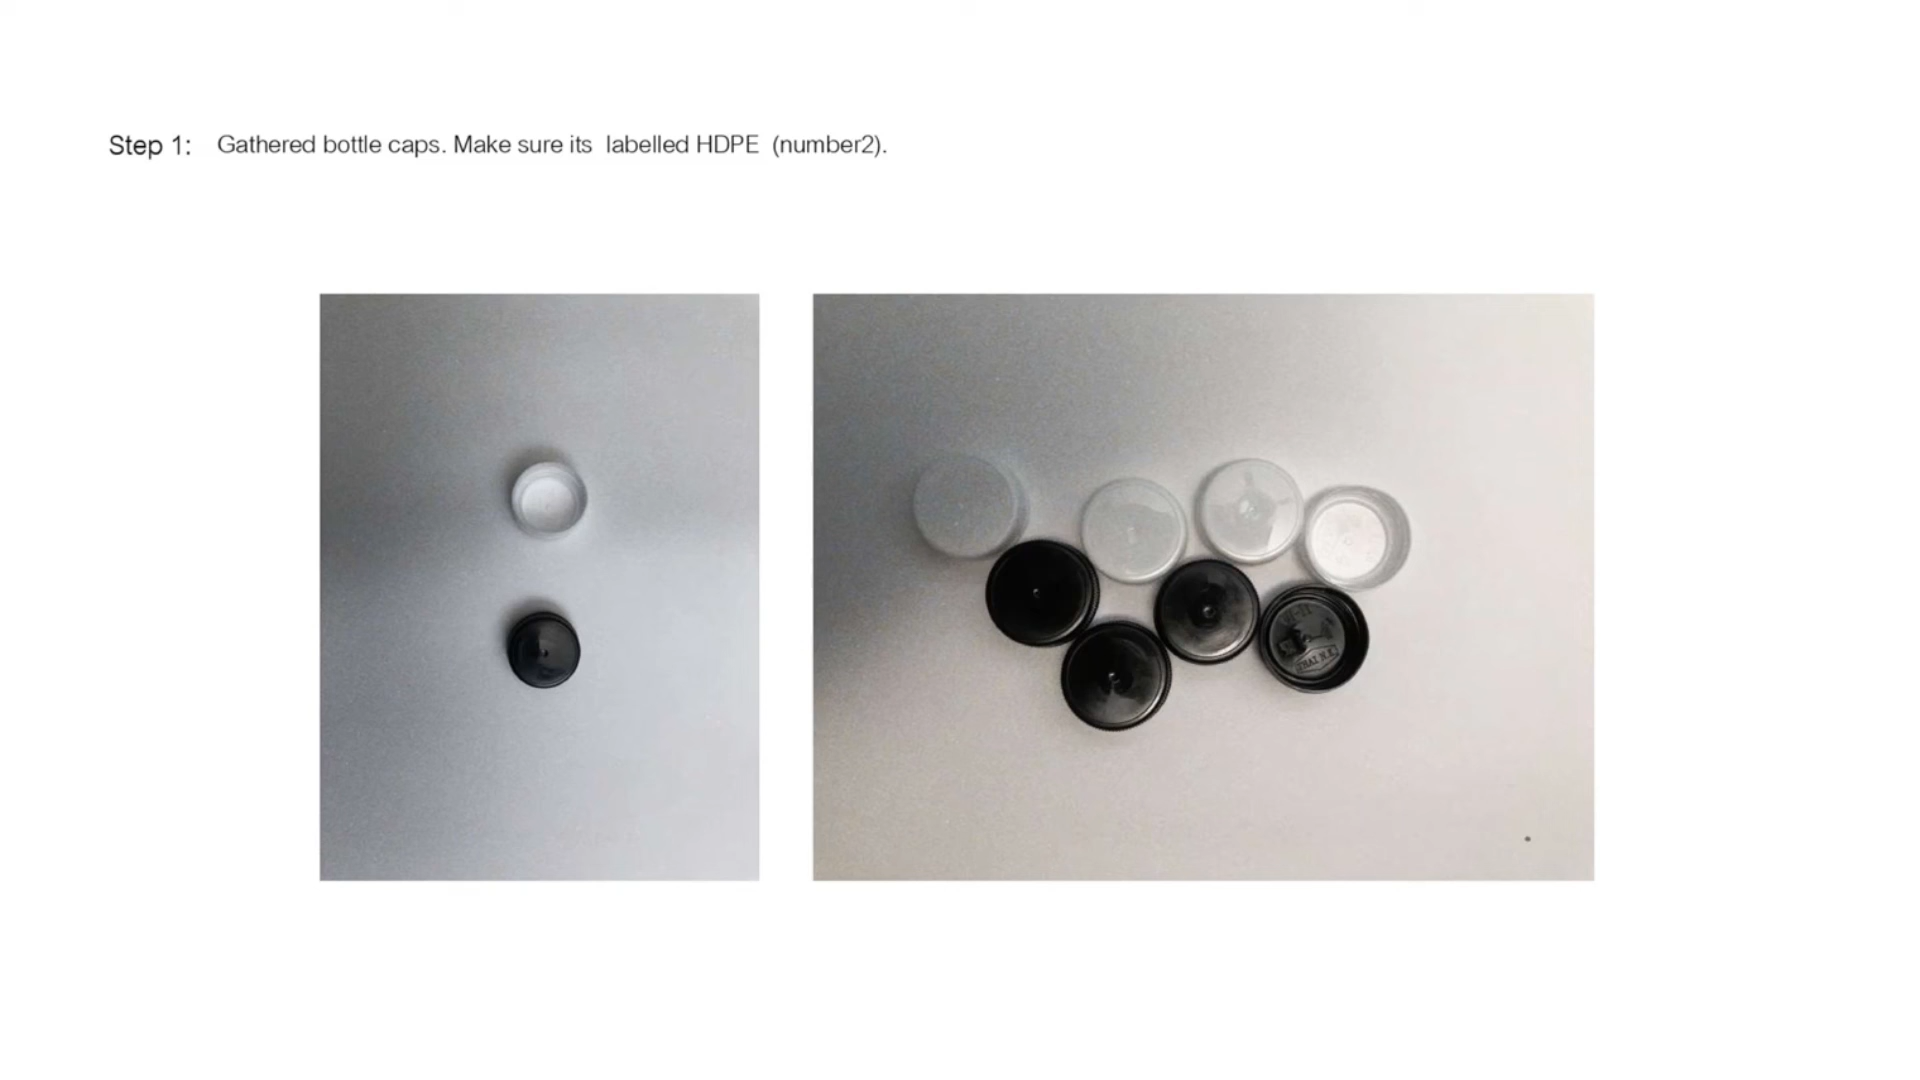 Step 1: Gathered bottle caps. Make sure its labelled HDPE (number2).